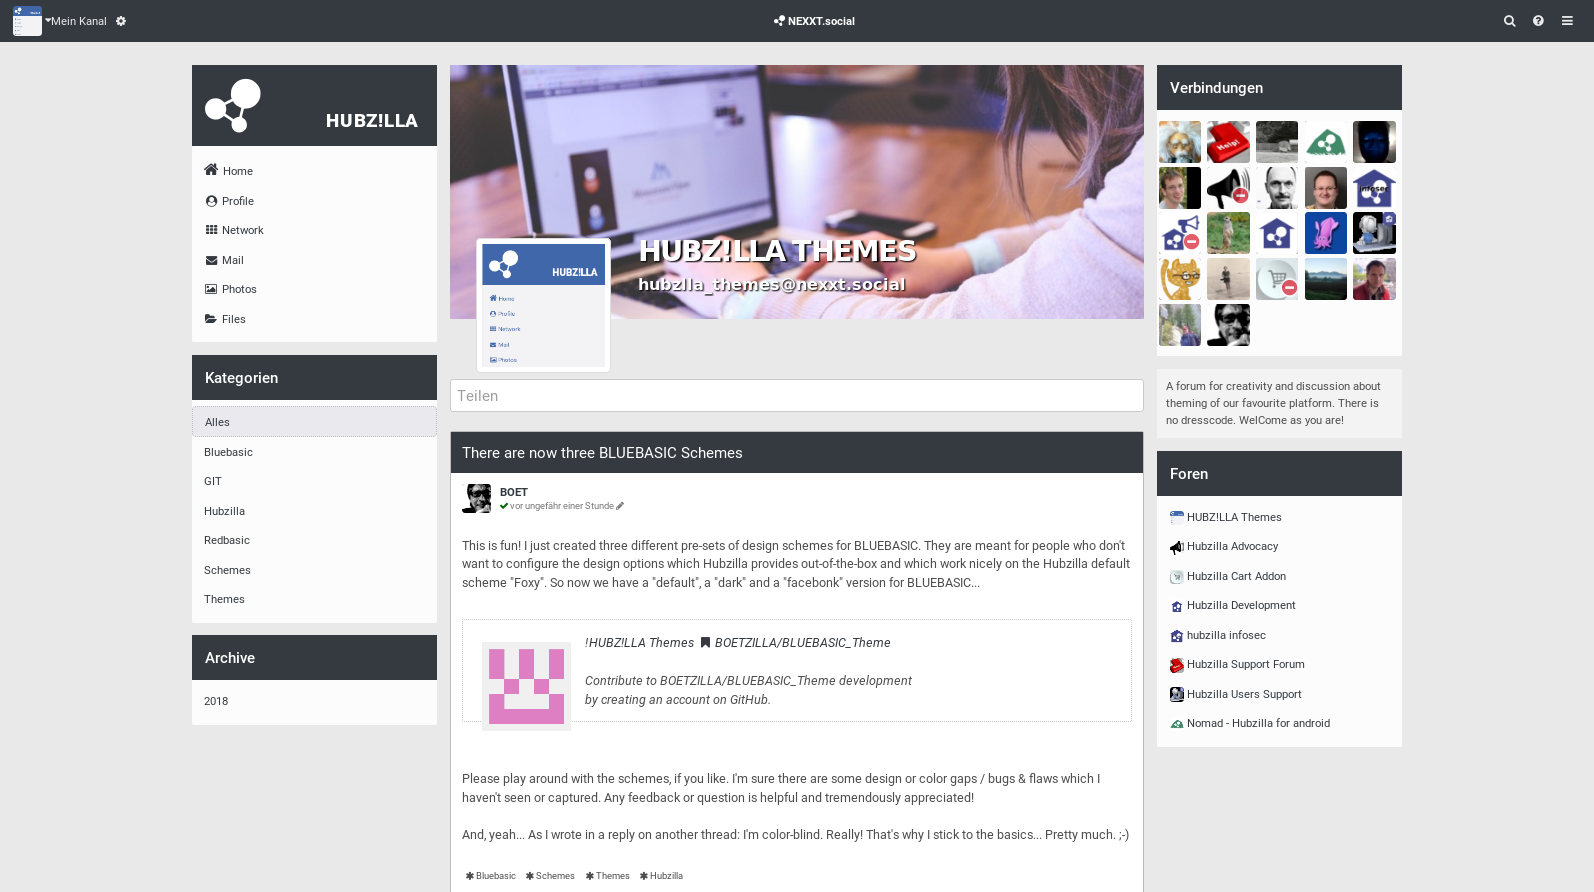 Mein Kanal
NEXXT.social
HUBZ!LLA
Home
Profile
Network
Mail
Photos
Files
Kategorien
Alles
Bluebasic
GIT
Hubzilla
Redbasic
Schemes
Themes
Archive
2018
HUBZ!LLA THEMES
hubzlla_themes@nexxt.social
HUBZ!LLA
Home
Profile
Network
Mail
Photos
Teilen
There are now three BLUEBASIC Schemes
BOET
vor ungefähr einer Stunde
This is fun! I just created three different pre-sets of design schemes for BLUEBASIC. They are meant for people who don't
want to configure the design options which Hubzilla provides out-of-the-box and which work nicely on the Hubzilla default
scheme "Foxy". So now we have a "default", a "dark" and a "facebonk" version for BLUEBASIC...
!HUBZ!LLA Themes BOETZILLA/BLUEBASIC_Theme
Contribute to BOETZILLA/BLUEBASIC_Theme development
by creating an account on GitHub.
Please play around with the schemes, if you like. I'm sure there are some design or color gaps / bugs & flaws which I
haven't seen or captured. Any feedback or question is helpful and tremendously appreciated!
And, yeah... As I wrote in a reply on another thread: I'm color-blind. Really! That's why I stick to the basics... Pretty much. ;-)
Bluebasic Schemes Themes Hubzilla
Verbindungen
Help!
infosec
A forum for creativity and discussion about
theming of our favourite platform. There is
no dresscode. WelCome as you are!
Foren
HUBZ!LLA Themes
Hubzilla Advocacy
Hubzilla Cart Addon
Hubzilla Development
hubzilla infosec
Hubzilla Support Forum
Hubzilla Users Support
Nomad - Hubzilla for android